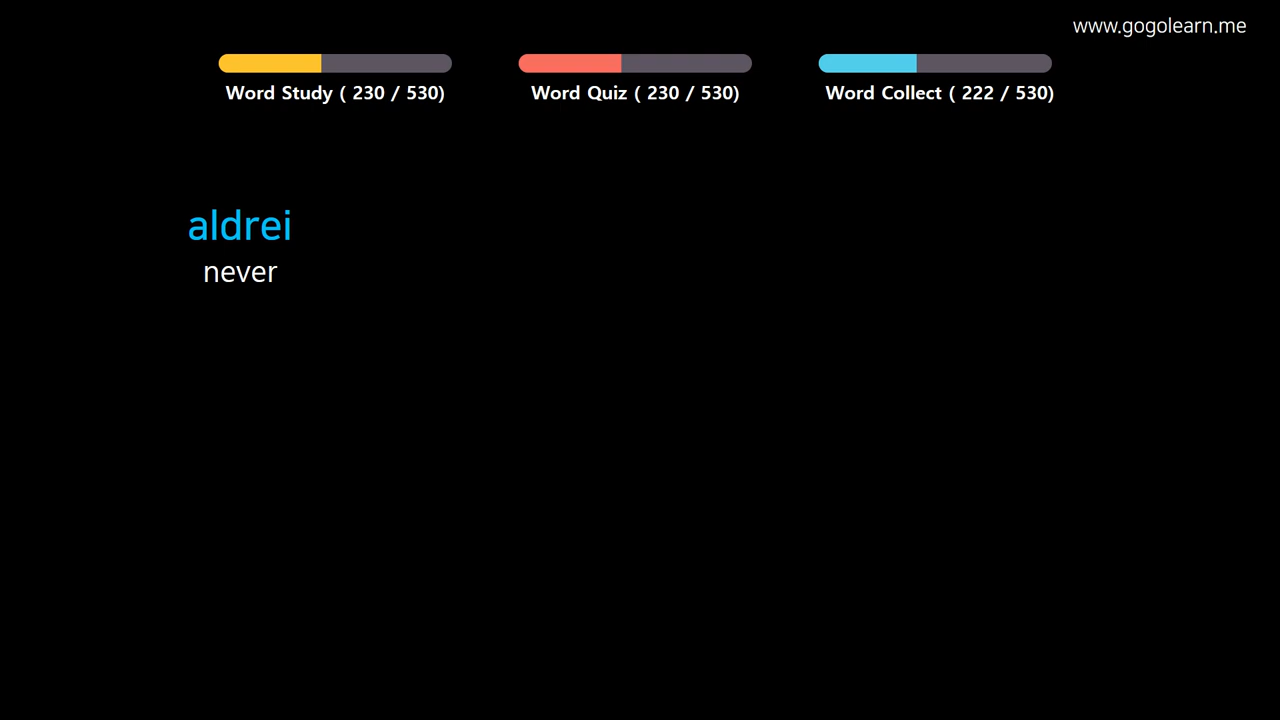 www.gogolearn.me
Word Study ( 230 / 530)
Word Quiz ( 230 / 530)
Word Collect ( 222 / 530)
aldrei
never